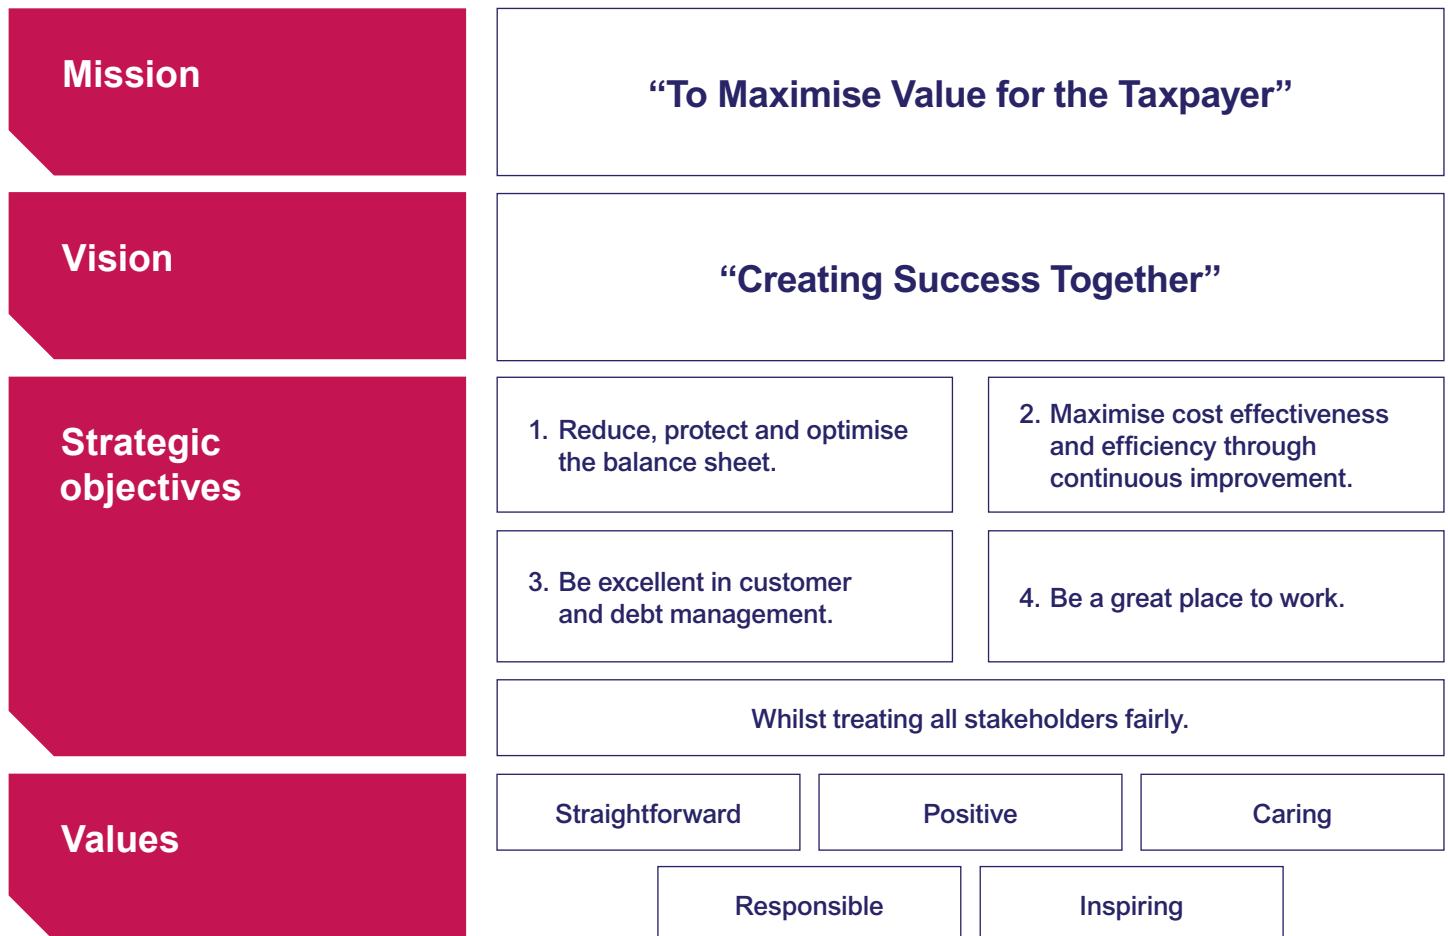 Mission
“To Maximise Value for the Taxpayer”
Vision
“Creating Success Together”
Strategic
objectives
1. Reduce, protect and optimise
the balance sheet.
2. Maximise cost effectiveness
and efficiency through
continuous improvement.
3. Be excellent in customer
and debt management.
4. Be a great place to work.
Whilst treating all stakeholders fairly.
Values
Straightforward
Positive
Caring
Responsible
Inspiring